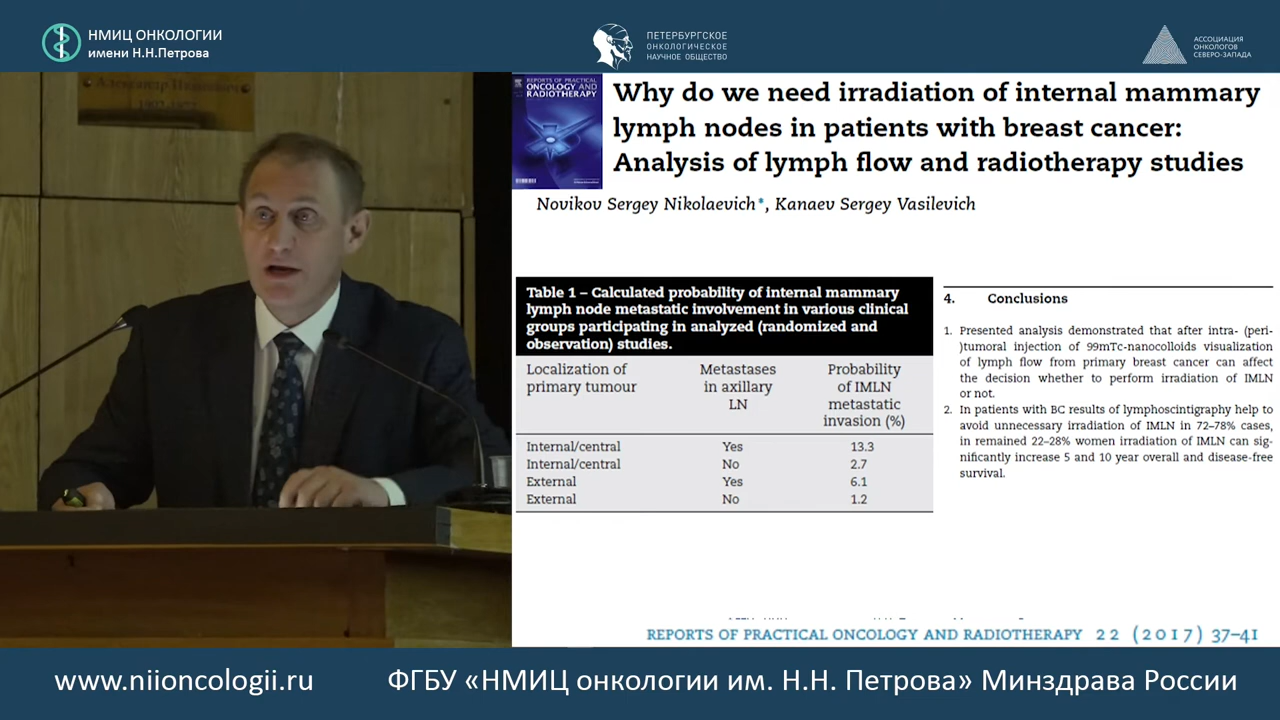 НМИЦ ОНКОЛОГИИ
имени Н.Н.Петрова
ПЕТЕРБУРГСКОЕ
ОНКОЛОГИЧЕСКОЕ
НАУЧНОЕ ОБЩЕСТВО
АССОЦИАЦИЯ
ОНКОЛОГОВ
СЕВЕРО-ЗАПАДА
REPORTS OF PRACTICAL
ONCOLOGY AND
RADIOTHERAPY
Why do we need irradiation of internal mammary
lymph nodes in patients with breast cancer:
Analysis of lymph flow and radiotherapy studies
Novikov Sergey Nikolaevich*, Kanaev Sergey Vasilevich
Table 1 – Calculated probability of internal mammary
lymph node metastatic involvement in various clinical
groups participating in analyzed (randomized and
observation) studies.
Localization of primary tumour Metastases in axillary LN Probability of IMLN metastatic invasion (%)
Internal/central Yes 13.3
Internal/central No 2.7
External Yes 6.1
External No 1.2
4. Conclusions
1. Presented analysis demonstrated that after intra- (peri-
)tumoral injection of 99mTc-nanocolloids visualization
of lymph flow from primary breast cancer can affect
the decision whether to perform irradiation of IMLN
or not.
2. In patients with BC results of lymphoscintigraphy help to
avoid unnecessary irradiation of IMLN in 72–78% cases,
in remained 22–28% women irradiation of IMLN can sig-
nificantly increase 5 and 10 year overall and disease-free
survival.
REPORTS OF PRACTICAL ONCOLOGY AND RADIOTHERAPY 22 (2017) 37–41
www.niioncologii.ru
ФГБУ «НМИЦ онкологии им. Н.Н. Петрова» Минздрава России